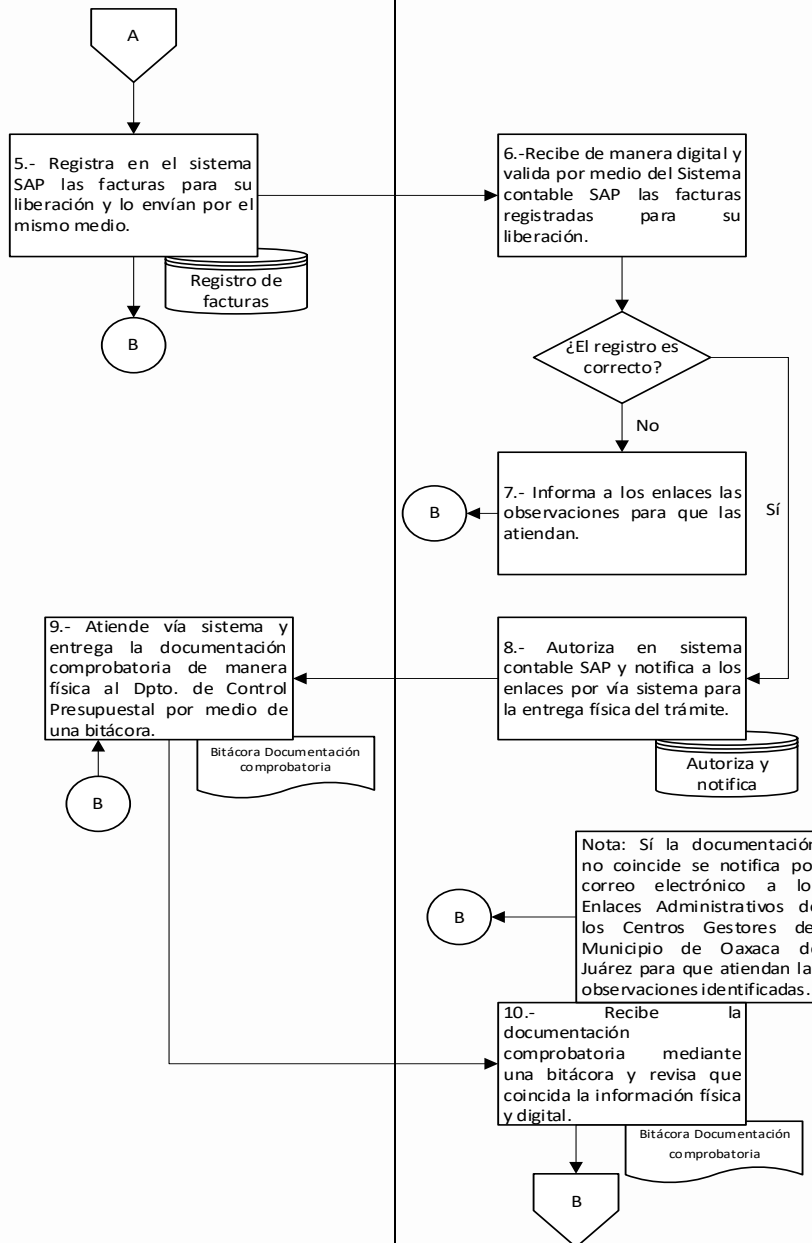 A
5.- Registra en el sistema
SAP las facturas para su
liberación y lo envían por el
mismo medio.
Registro de
facturas
B
6.-Recibe de manera digital y
valida por medio del Sistema
contable SAP las facturas
registradas para su
liberación.
¿El registro es
correcto?
No
Sí
7.- Informa a los enlaces las
observaciones para que las
atiendan.
B
8.- Autoriza en sistema
contable SAP y notifica a los
enlaces por vía sistema para
la entrega física del trámite.
Autoriza y
notifica
9.- Atiende vía sistema y
entrega la documentación
comprobatoria de manera
física al Dpto. de Control
Presupuestal por medio de
una bitácora.
Bitácora Documentación
comprobatoria
B
Nota: Sí la documentación
no coincide se notifica po
correo electrónico a lo
Enlaces Administrativos de
los Centros Gestores de
Municipio de Oaxaca d
Juárez para que atiendan la
observaciones identificadas.
B
10.- Recibe la
documentación
comprobatoria mediante
una bitácora y revisa que
coincida la información física
y digital.
Bitácora Documentación
comprobatoria
B